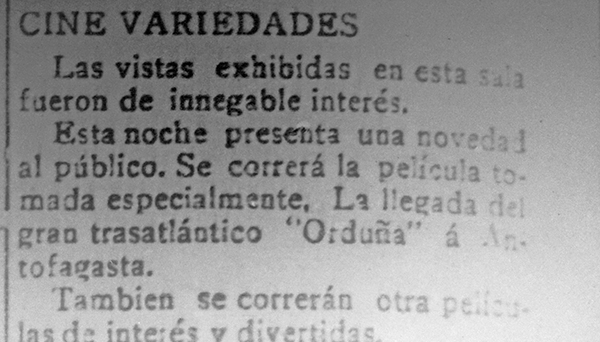 CINE VARIEDADES
Las vistas exhibidas en esta sala
fueron de innegable interés.
Esta noche presenta una novedad
al público. Se correrá la película to-
mada especialmente. La llegada del
gran trasatlántico "Orduña" á An-
tofagasta.
Tambien se correrán otra pelícu-
las de interés y divertidas.